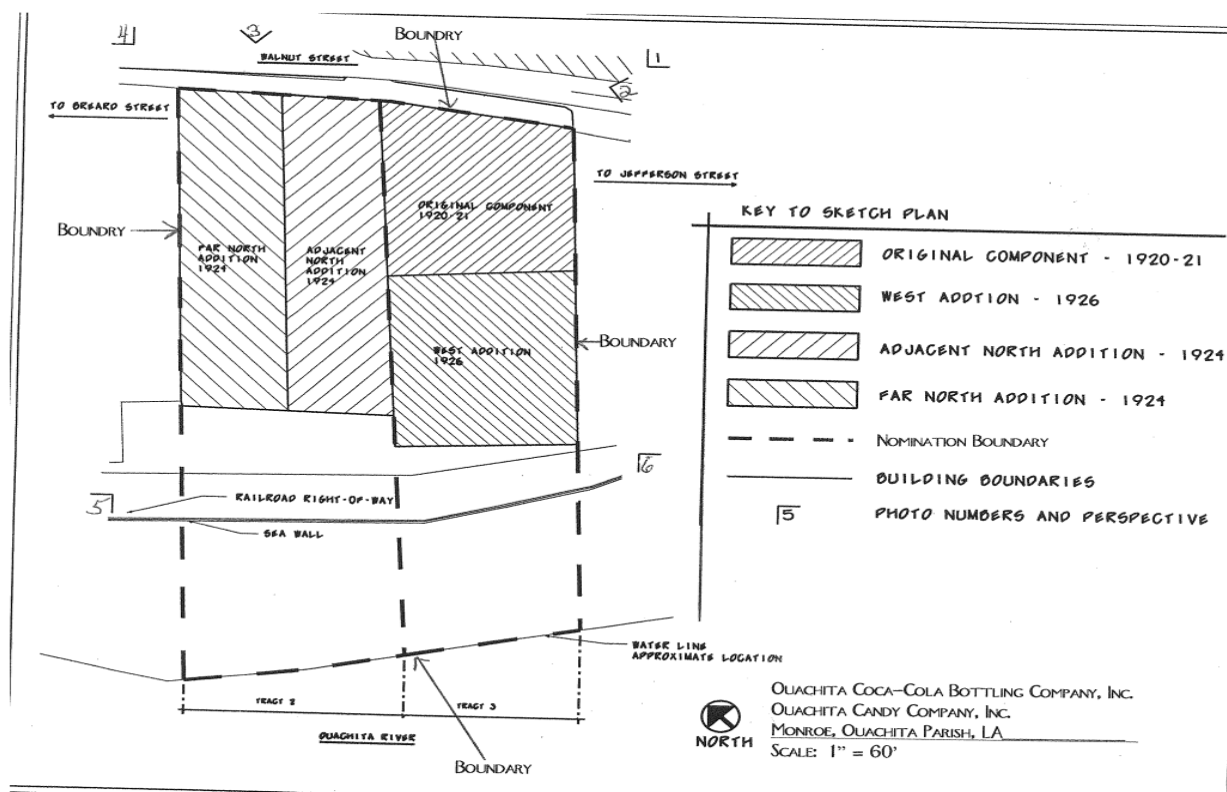 4
3
BOUNDRY
WALNUT STREET
1
2
TO BREARD STREET
TO JEFFERSON STREET
ORIGINAL COMPONENT
1920-21
BOUNDRY
FAR NORTH
ADDITION
1924
ADJACENT
NORTH
ADDITION
1924
WEST ADDITION
1926
BOUNDARY
KEY TO SKETCH PLAN
ORIGINAL COMPONENT - 1920-21
WEST ADDTION - 1926
ADJACENT NORTH ADDITION - 1924
FAR NORTH ADDITION - 1924
NOMINATION BOUNDARY
BUILDING BOUNDARIES
5 PHOTO NUMBERS AND PERSPECTIVE
6
5
RAILROAD RIGHT-OF-WAY
SEA WALL
WATER LINE
APPROXIMATE LOCATION
TRACT 2
TRACT 3
OUACHITA RIVER
BOUNDARY
NORTH
OUACHITA COCA-COLA BOTTLING COMPANY, INC.
OUACHITA CANDY COMPANY, INC.
MONROE, OUACHITA PARISH, LA
SCALE: 1" = 60'